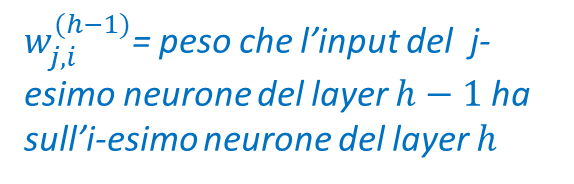 w_{j,i}^{(h−1)}= peso che l’input del j-
esimo neurone del layer h − 1 ha
sull’i-esimo neurone del layer h